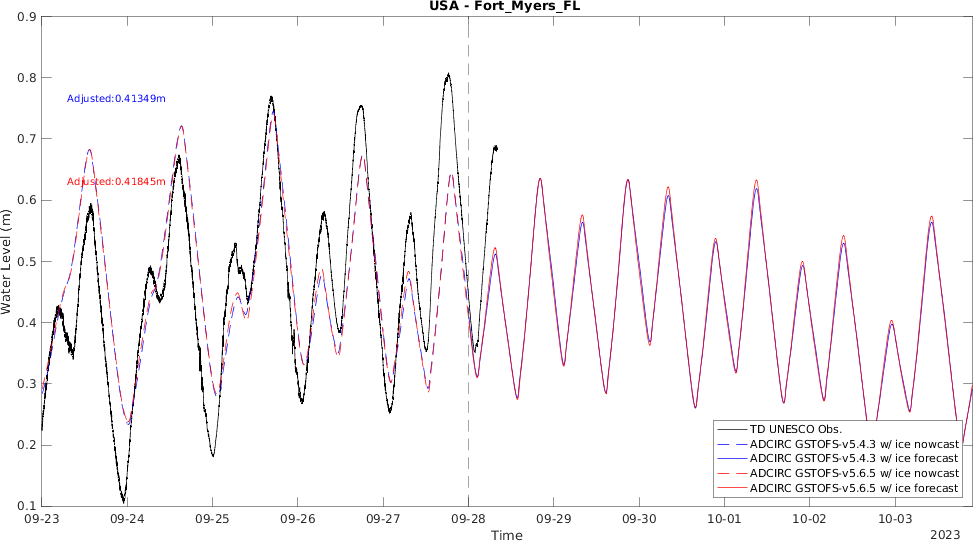 USA - Fort_Myers_FL
0.9
0.8
Adjusted:0.41349m
0.7
Adjusted:0.41845m
0.6
0.5
Water Level (m)
0.4
0.3
0.2
0.1
TD UNESCO Obs.
ADCIRC GSTOFS-v5.4.3 w/ ice nowcast
ADCIRC GSTOFS-v5.4.3 w/ ice forecast
ADCIRC GSTOFS-v5.6.5 w/ ice nowcast
ADCIRC GSTOFS-v5.6.5 w/ ice forecast
09-23 09-24 09-25 09-26 09-27 09-28 09-29 09-30 10-01 10-02 10-03
Time
2023